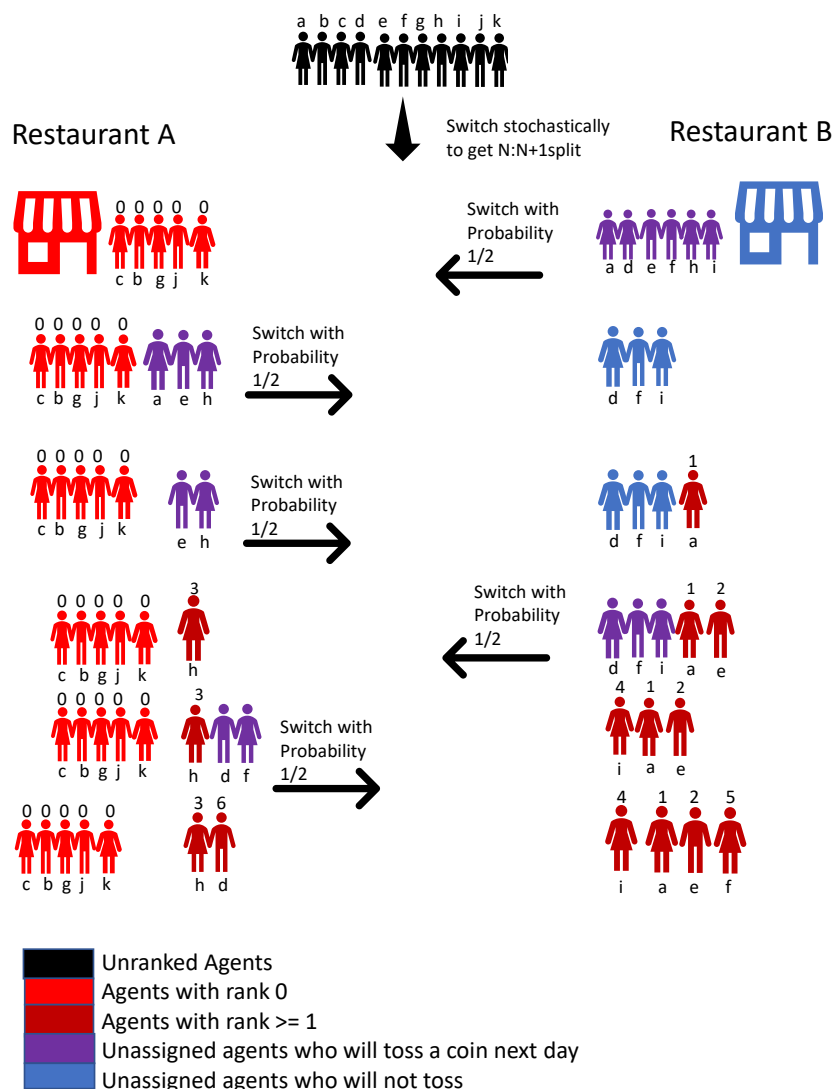 a b c d e f g h i j k
Restaurant A
Switch stochastically
to get N:N+1split
Restaurant B
0 0 0 0 0
c b g j k
Switch with
Probability
1/2
a d e f h i
0 0 0 0 0
c b g j k a e h
Switch with
Probability
1/2
d f i
0 0 0 0 0
c b g j k e h
Switch with
Probability
1/2
1
d f i a
0 0 0 0 0 3
c b g j k h
Switch with
Probability
1/2
1 2
d f i a e
0 0 0 0 0 3
c b g j k h d f
Switch with
Probability
1/2
4 1 2
i a e
0 0 0 0 0 3 6
c b g j k h d
4 1 2 5
i a e f
Unranked Agents
Agents with rank 0
Agents with rank >= 1
Unassigned agents who will toss a coin next day
Unassigned agents who will not toss